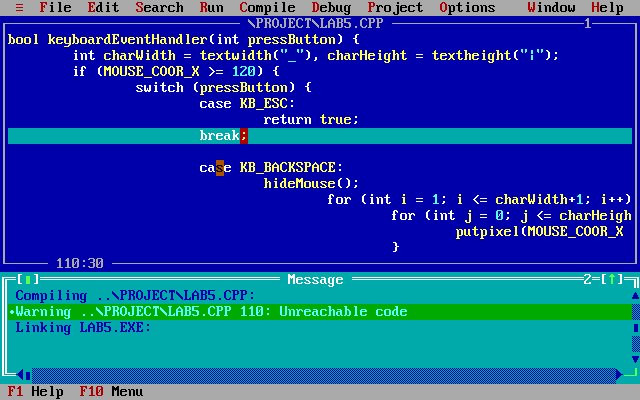 ≡ File Edit Search Run Compile Debug Project Options Window Help
\PROJECT\LAB5.CPP 1
bool keyboardEventHandler(int pressButton) {
int charWidth = textwidth("_"), charHeight = textheight("¦");
if (MOUSE_COOR_X >= 120) {
switch (pressButton) {
case KB_ESC:
return true;
break;
case KB_BACKSPACE:
hideMouse();
for (int i = 1; i <= charWidth+1; i++)
for (int j = 0; j <= charHeigh
putpixel(MOUSE_COOR_X
}
110:30
Message 2 [↑]
Compiling ..\PROJECT\LAB5.CPP:
•Warning ..\PROJECT\LAB5.CPP 110: Unreachable code
Linking LAB5.EXE:
F1 Help F10 Menu